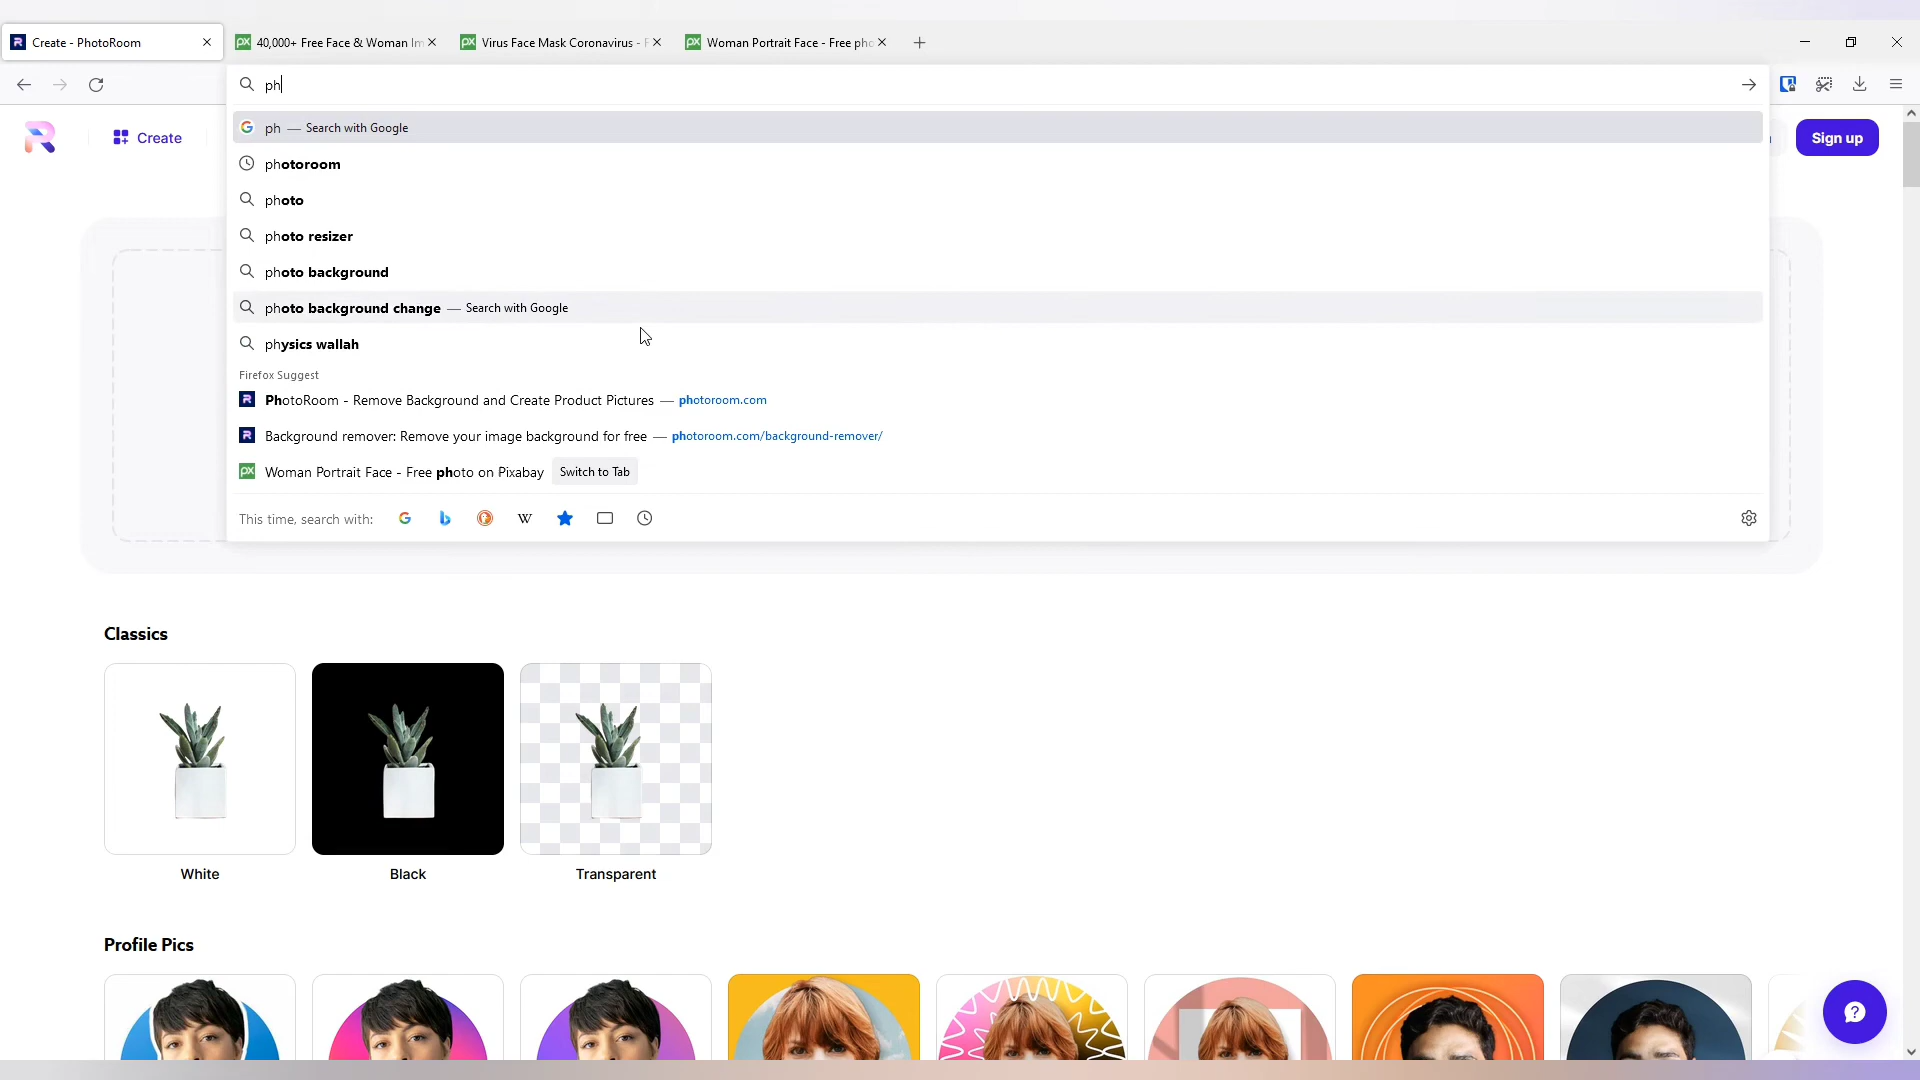 Create - PhotoRoom
40,000+ Free Face & Woman Im
Virus Face Mask Coronavirus - F
Woman Portrait Face - Free pho
ph
Create
Sign up
ph — Search with Google
photoroom
photo
photo resizer
photo background
photo background change — Search with Google
physics wallah
Firefox Suggest
PhotoRoom - Remove Background and Create Product Pictures — photoroom.com
Background remover: Remove your image background for free — photoroom.com/background-remover/
Woman Portrait Face - Free photo on Pixabay Switch to Tab
This time, search with:
Classics
White
Black
Transparent
Profile Pics